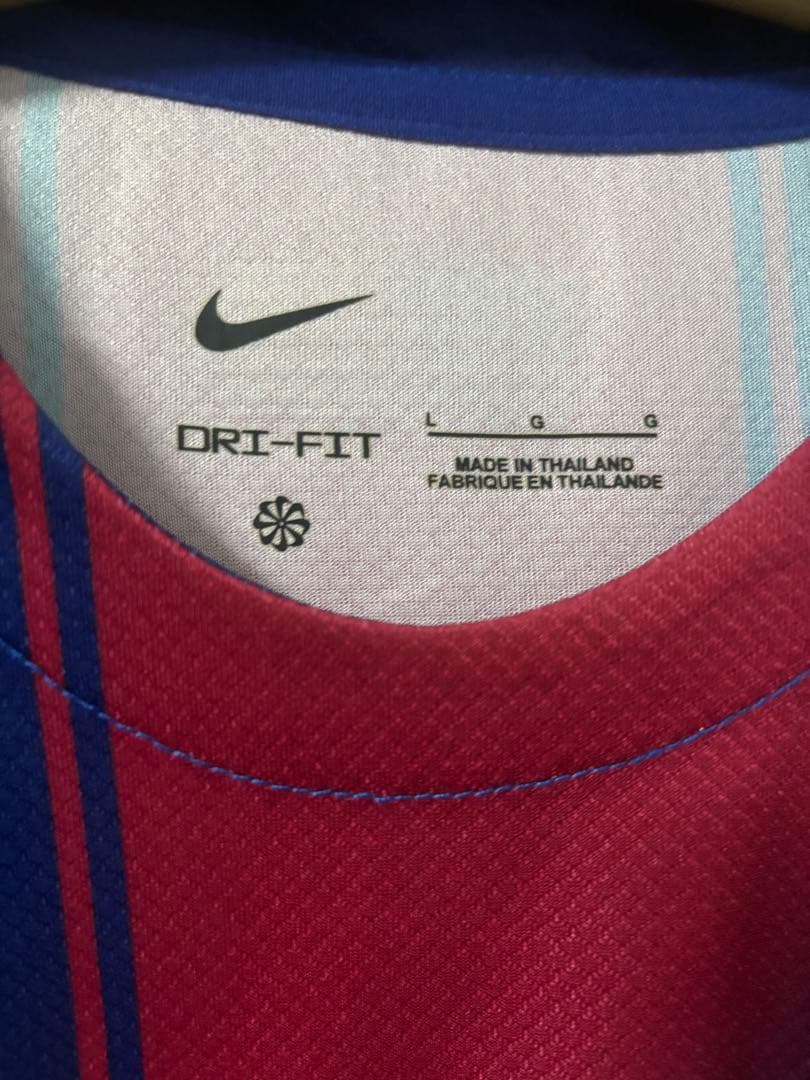 DRI-FIT
L G G
MADE IN THAILAND
FABRIQUE EN THAILANDE